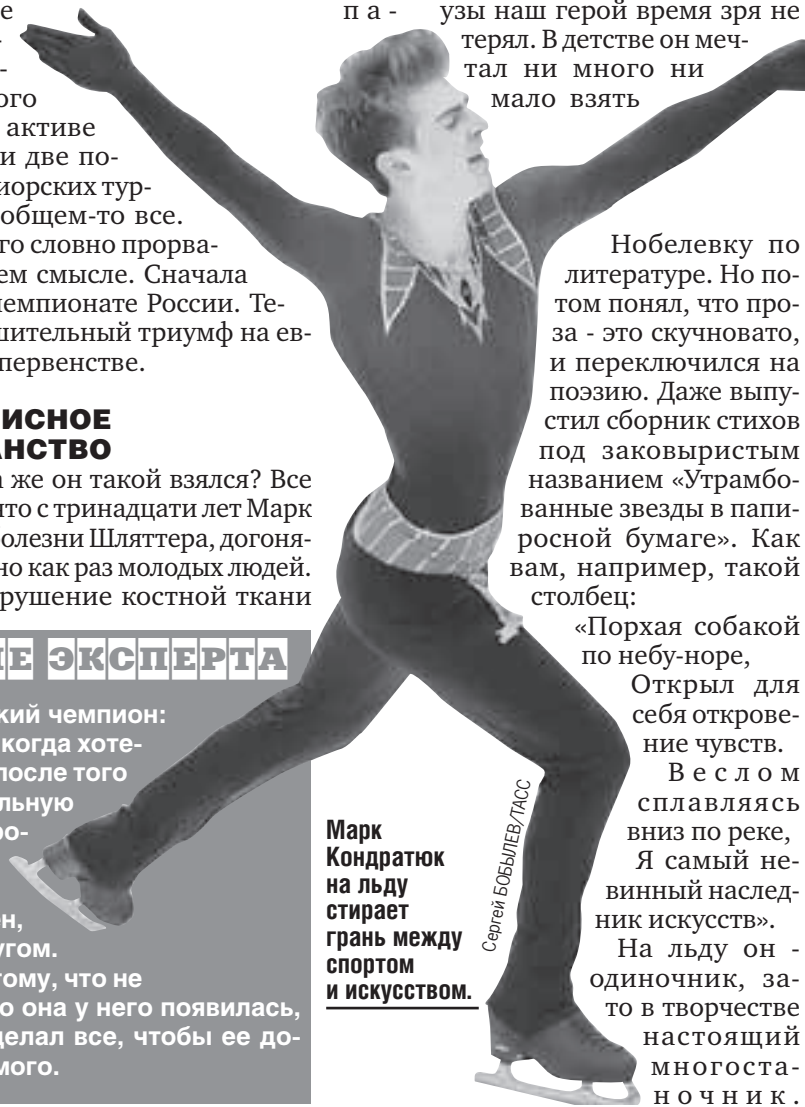 е
ого
активе
и две по-
иорских тур-
общем-то все.
го словно прорва-
ем смысле. Сначала
емпионате России. Те-
шительный триумф на ев-
первенстве.
ИСНОЕ
АНСТВО
а же он такой взялся? Все
что с тринадцати лет Марк
олезни Шляттера, догоня-
но как раз молодых людей.
рушение костной ткани
ИЕ ЭКСПЕРТА
кий чемпион:
когда хоте-
после того
льную
ро-
ен,
угом.
тому, что не
о она у него появилась,
делал все, чтобы ее до-
мого.
Марк
Кондратюк
на льду
стирает
грань между
спортом
и искусством.
Сергей БОБЫЛЕВ/ТАСС
па- узы наш герой время зря не
терял. В детстве он меч-
тал ни много ни
мало взять
Нобелевку по
литературе. Но по-
том понял, что про-
за - это скучновато,
и переключился на
поэзию. Даже выпу-
стил сборник стихов
под заковыристым
названием «Утрамбо-
ванные звезды в папи-
росной бумаге». Как
вам, например, такой
столбец:
«Порхая собакой
по небу-норе,
Открыл для
себя открове-
ние чувств.
Веслом
сплавляясь
вниз по реке,
Я самый не-
винный наслед-
ник искусств».
На льду он -
одиночник, за-
то в творчестве
настоящий
многоста-
ночник.